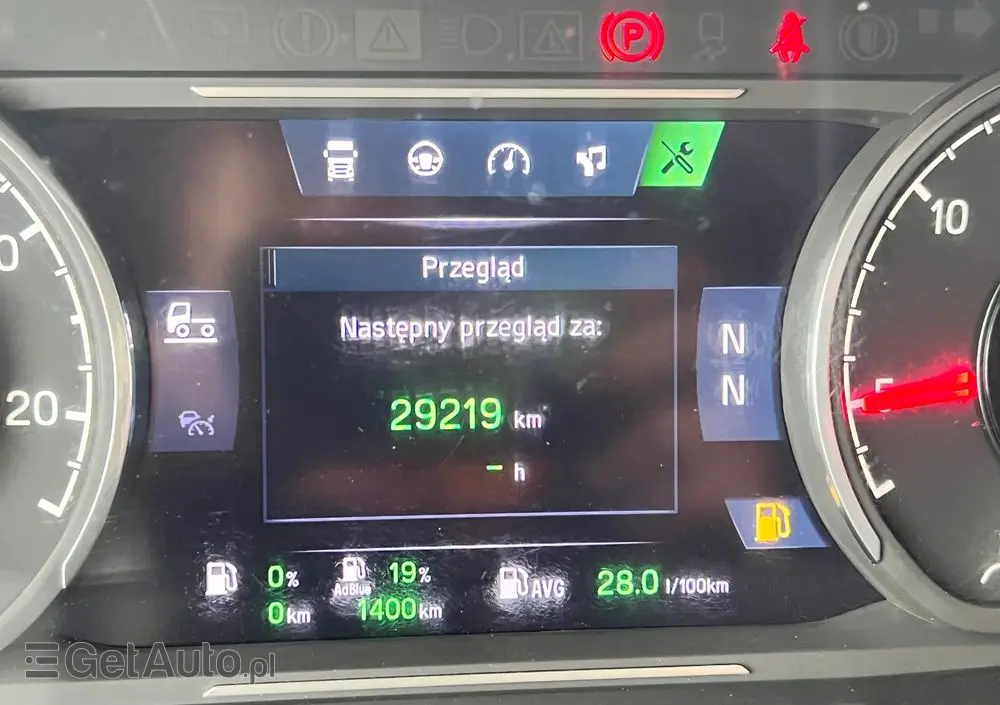 P
10
5
20
0
Przegląd
Następny przegląd za:
29219 km
- h
N
N
0%
0km
AdBlue
19%
1400km
AVG
28.0 l/100km
GetAuto.pl